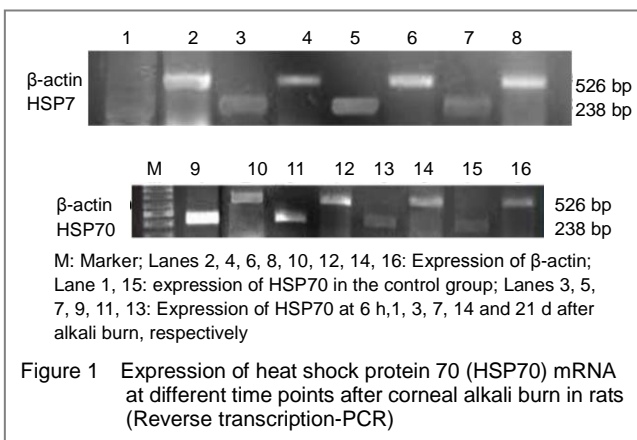 1 2 3 4 5 6 7 8
β-actin 526 bp
HSP7 238 bp
M 9 10 11 12 13 14 15 16
β-actin 526 bp
HSP70 238 bp
M: Marker; Lanes 2, 4, 6, 8, 10, 12, 14, 16: Expression of β-actin;
Lane 1, 15: expression of HSP70 in the control group; Lanes 3, 5,
7, 9, 11, 13: Expression of HSP70 at 6 h,1, 3, 7, 14 and 21 d after
alkali burn, respectively
Figure 1 Expression of heat shock protein 70 (HSP70) mRNA
at different time points after corneal alkali burn in rats
(Reverse transcription-PCR)